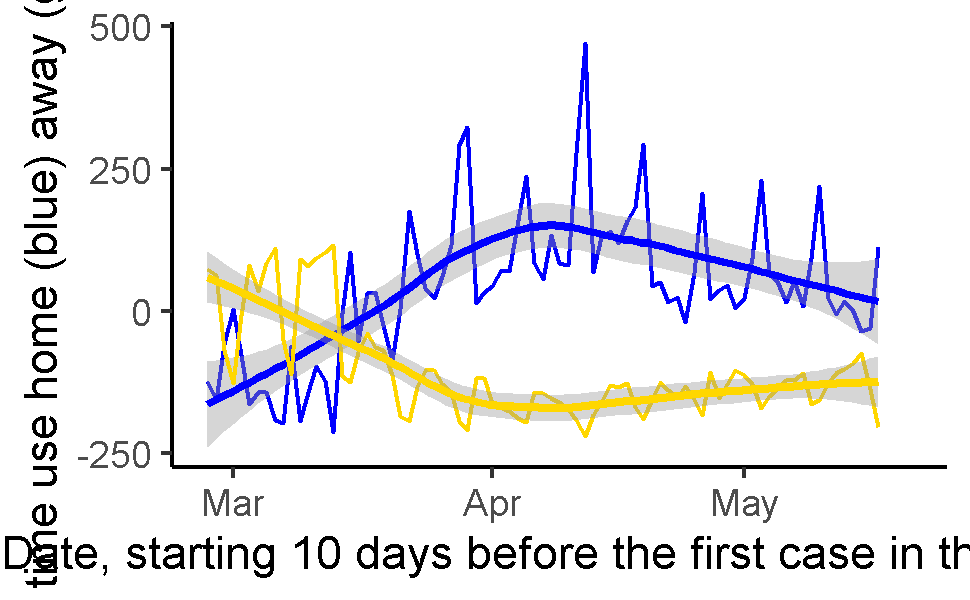 time use home (blue) away (
500
250
0
-250
Mar Apr May
Date, starting 10 days before the first case in th